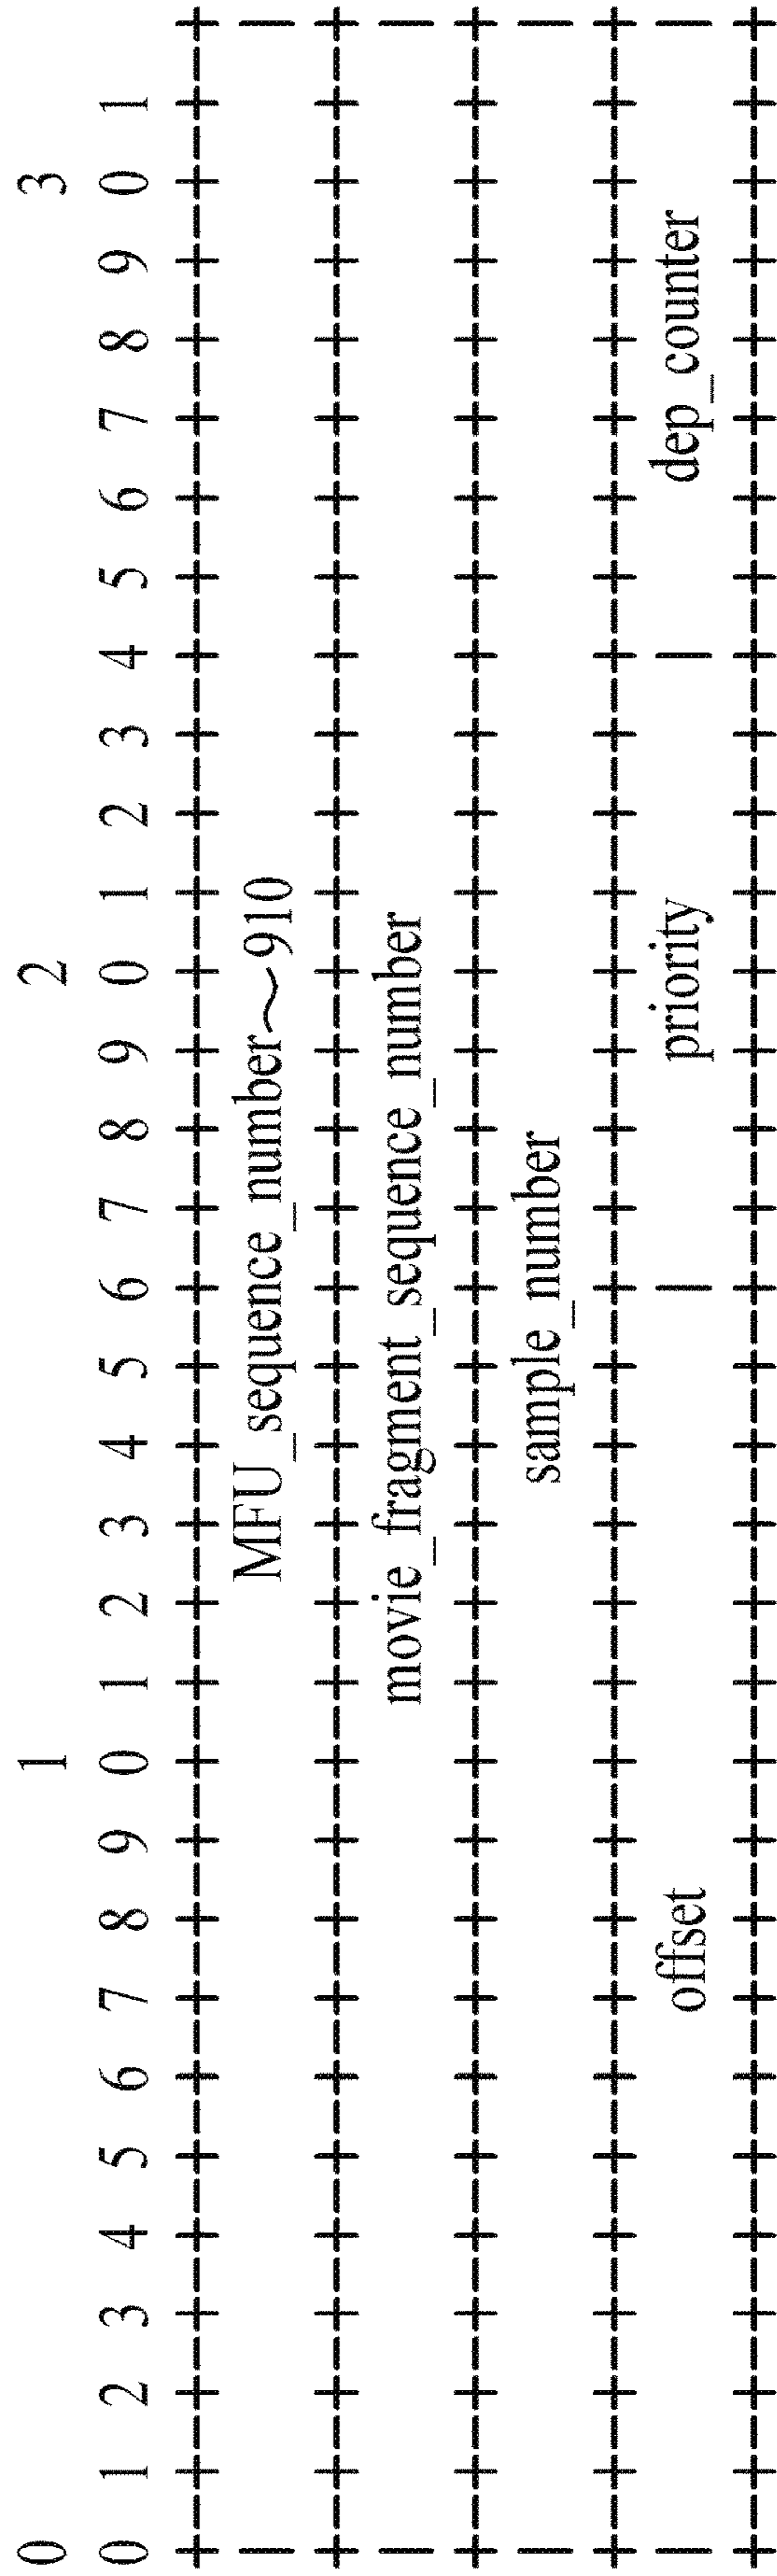 0 1 2 3
0 1 2 3 4 5 6 7 8 9 0 1 2 3 4 5 6 7 8 9 0 1 2 3 4 5 6 7 8 9 0 1
MFU_sequence_number~910
movie_fragment_sequence_number
sample_number
offset | priority | dep_counter